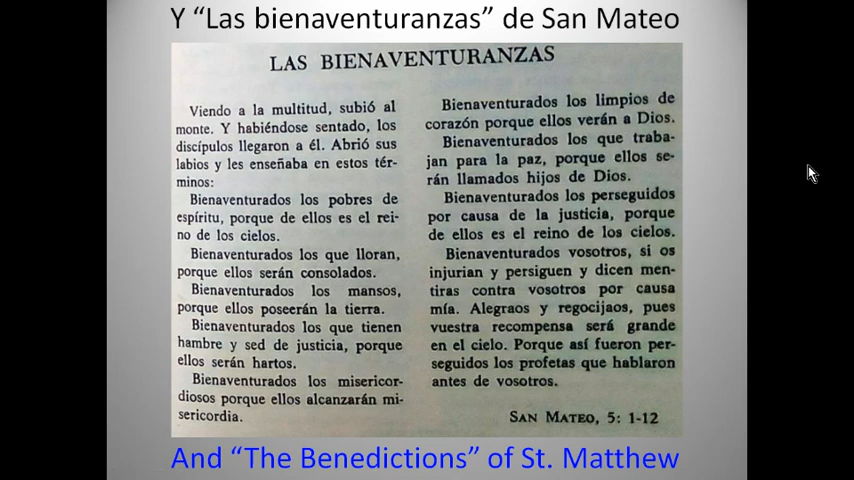 Y “Las bienaventuranzas” de San Mateo
LAS BIENAVENTURANZAS
Viendo a la multitud, subió al
monte. Y habiéndose sentado, los
discípulos llegaron a él. Abrió sus
labios y les enseñaba en estos tér-
minos:
Bienaventurados los pobres de
espíritu, porque de ellos es el rei-
no de los cielos.
Bienaventurados los que lloran,
porque ellos serán consolados.
Bienaventurados los mansos,
porque ellos poseerán la tierra.
Bienaventurados los que tienen
hambre y sed de justicia, porque
ellos serán hartos.
Bienaventurados los misericor-
diosos porque ellos alcanzarán mi-
sericordia.
Bienaventurados los limpios de
corazón porque ellos verán a Dios.
Bienaventurados los que traba-
jan para la paz, porque ellos se-
rán llamados hijos de Dios.
Bienaventurados los perseguidos
por causa de la justicia, porque
de ellos es el reino de los cielos.
Bienaventurados vosotros, si os
injurian y persiguen y dicen men-
tiras contra vosotros por causa
mía. Alegraos y regocijaos, pues
vuestra recompensa será grande
en el cielo. Porque así fueron per-
seguidos los profetas que hablaron
antes de vosotros.
SAN MATEO, 5: 1-12
And “The Benedictions” of St. Matthew